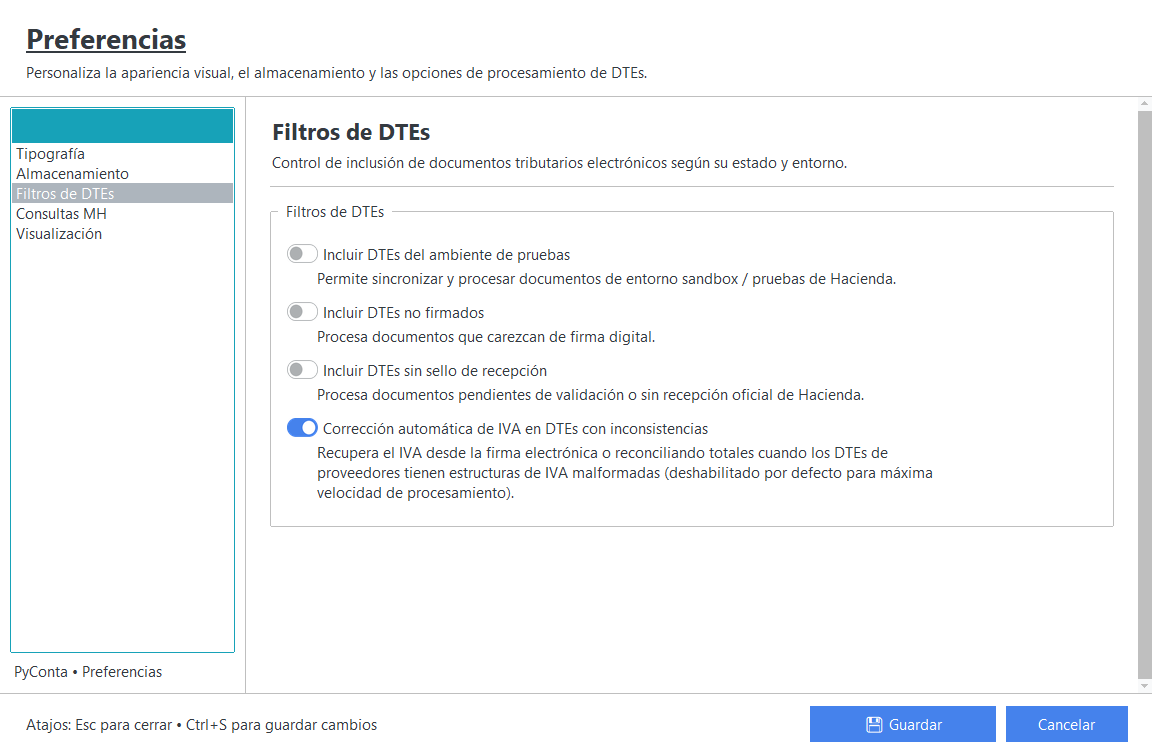 Preferencias
Personaliza la apariencia visual, el almacenamiento y las opciones de procesamiento de DTEs.
Tipografía
Almacenamiento
Filtros de DTEs
Consultas MH
Visualización
PyConta • Preferencias
Filtros de DTEs
Control de inclusión de documentos tributarios electrónicos según su estado y entorno.
Filtros de DTEs
Incluir DTEs del ambiente de pruebas
Permite sincronizar y procesar documentos de entorno sandbox / pruebas de Hacienda.
Incluir DTEs no firmados
Procesa documentos que carezcan de firma digital.
Incluir DTEs sin sello de recepción
Procesa documentos pendientes de validación o sin recepción oficial de Hacienda.
Corrección automática de IVA en DTEs con inconsistencias
Recupera el IVA desde la firma electrónica o reconciliando totales cuando los DTEs de
proveedores tienen estructuras de IVA malformadas (deshabilitado por defecto para máxima
velocidad de procesamiento).
Atajos: Esc para cerrar • Ctrl+S para guardar cambios
Guardar
Cancelar